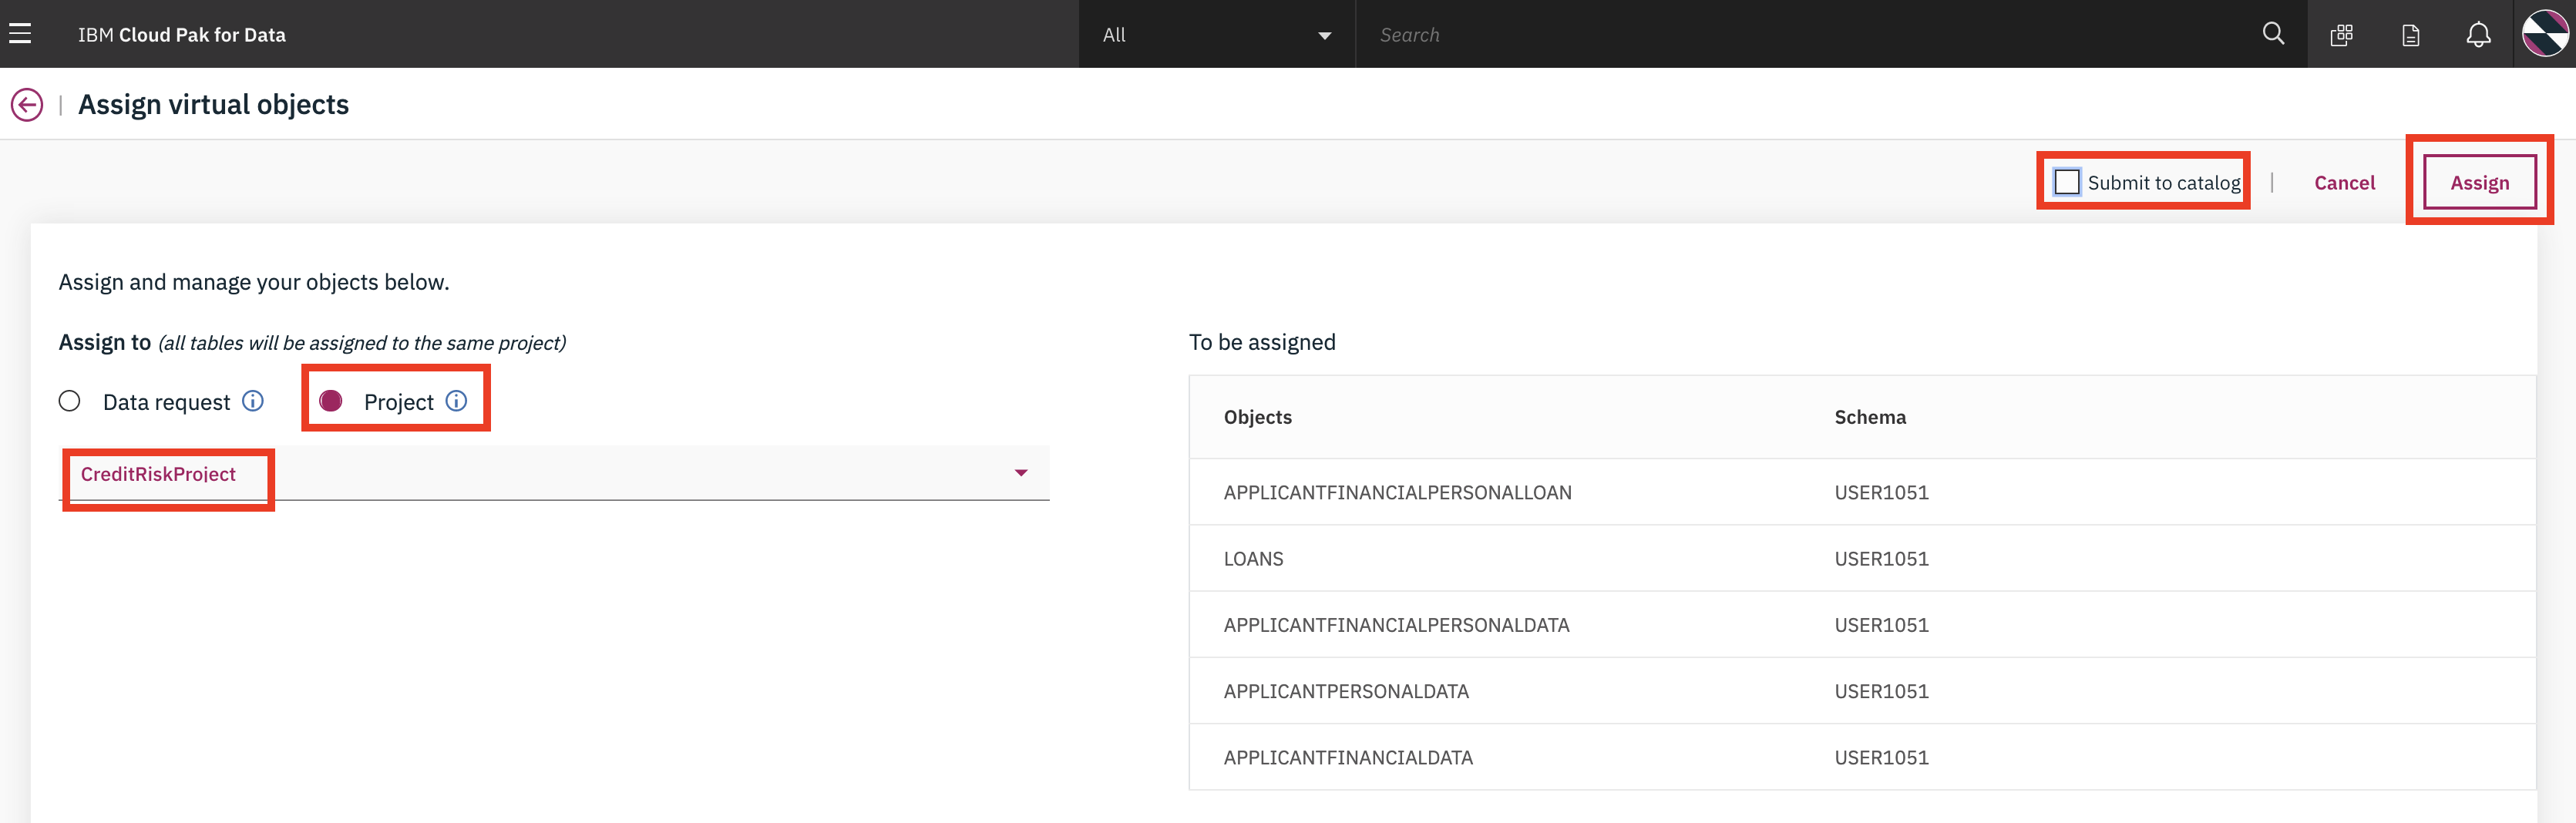 IBM Cloud Pak for Data
All
Search
Assign virtual objects
Submit to catalog
Cancel
Assign
Assign and manage your objects below.
Assign to (all tables will be assigned to the same project)
Data request
Project
CreditRiskProject
To be assigned
Objects Schema
APPLICANTFINANCIALPERSONALLOAN USER1051
LOANS USER1051
APPLICANTFINANCIALPERSONALDATA USER1051
APPLICANTPERSONALDATA USER1051
APPLICANTFINANCIALDATA USER1051